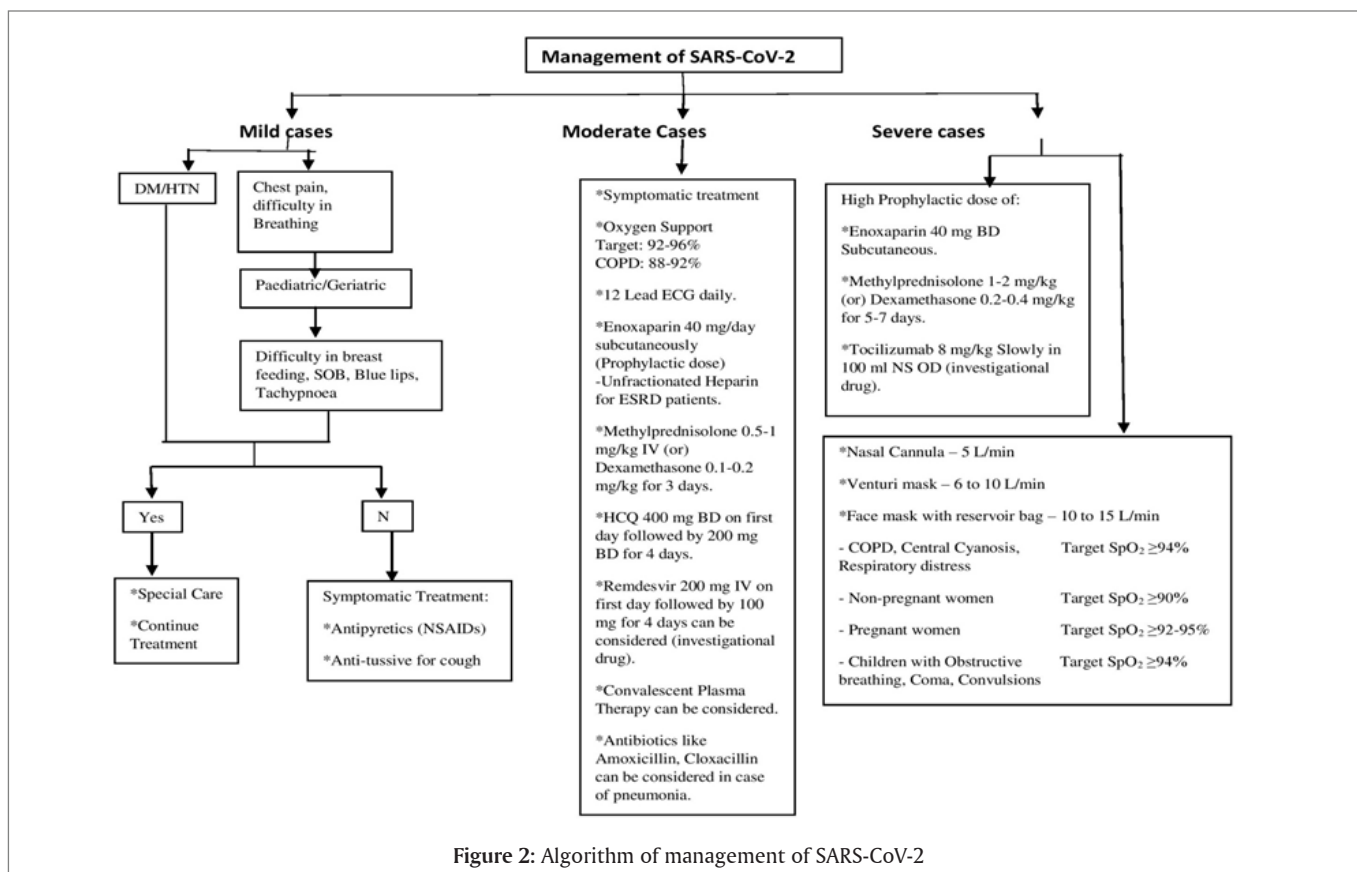 Management of SARS-CoV-2
Mild cases
DM/HTN
Chest pain,
difficulty in
Breathing
Paediatric/Geriatric
Difficulty in breast
feeding, SOB, Blue lips,
Tachypnoea
Yes
N
*Special Care
*Continue
Treatment
Symptomatic Treatment:
*Antipyretics (NSAIDs)
*Anti-tussive for cough
Moderate Cases
*Symptomatic treatment
*Oxygen Support
Target: 92-96%
COPD: 88-92%
*12 Lead ECG daily.
*Enoxaparin 40 mg/day
subcutaneously
(Prophylactic dose)
-Unfractionated Heparin
for ESRD patients.
*Methylprednisolone 0.5-1
mg/kg IV (or)
Dexamethasone 0.1-0.2
mg/kg for 3 days.
*HCQ 400 mg BD on first
day followed by 200 mg
BD for 4 days.
*Remdesvir 200 mg IV on
first day followed by 100
mg for 4 days can be
considered (investigational
drug).
*Convalescent Plasma
Therapy can be considered.
*Antibiotics like
Amoxicillin, Cloxacillin
can be considered in case
of pneumonia.
Severe cases
High Prophylactic dose of:
*Enoxaparin 40 mg BD
Subcutaneous.
*Methylprednisolone 1-2 mg/kg
(or) Dexamethasone 0.2-0.4 mg/kg
for 5-7 days.
*Tocilizumab 8 mg/kg Slowly in
100 ml NS OD (investigational
drug).
*Nasal Cannula – 5 L/min
*Venturi mask – 6 to 10 L/min
*Face mask with reservoir bag – 10 to 15 L/min
- COPD, Central Cyanosis, Target SpO₂ ≥94%
Respiratory distress
- Non-pregnant women Target SpO₂ ≥90%
- Pregnant women Target SpO₂ ≥92-95%
- Children with Obstructive Target SpO₂ ≥94%
breathing, Coma, Convulsions
Figure 2: Algorithm of management of SARS-CoV-2